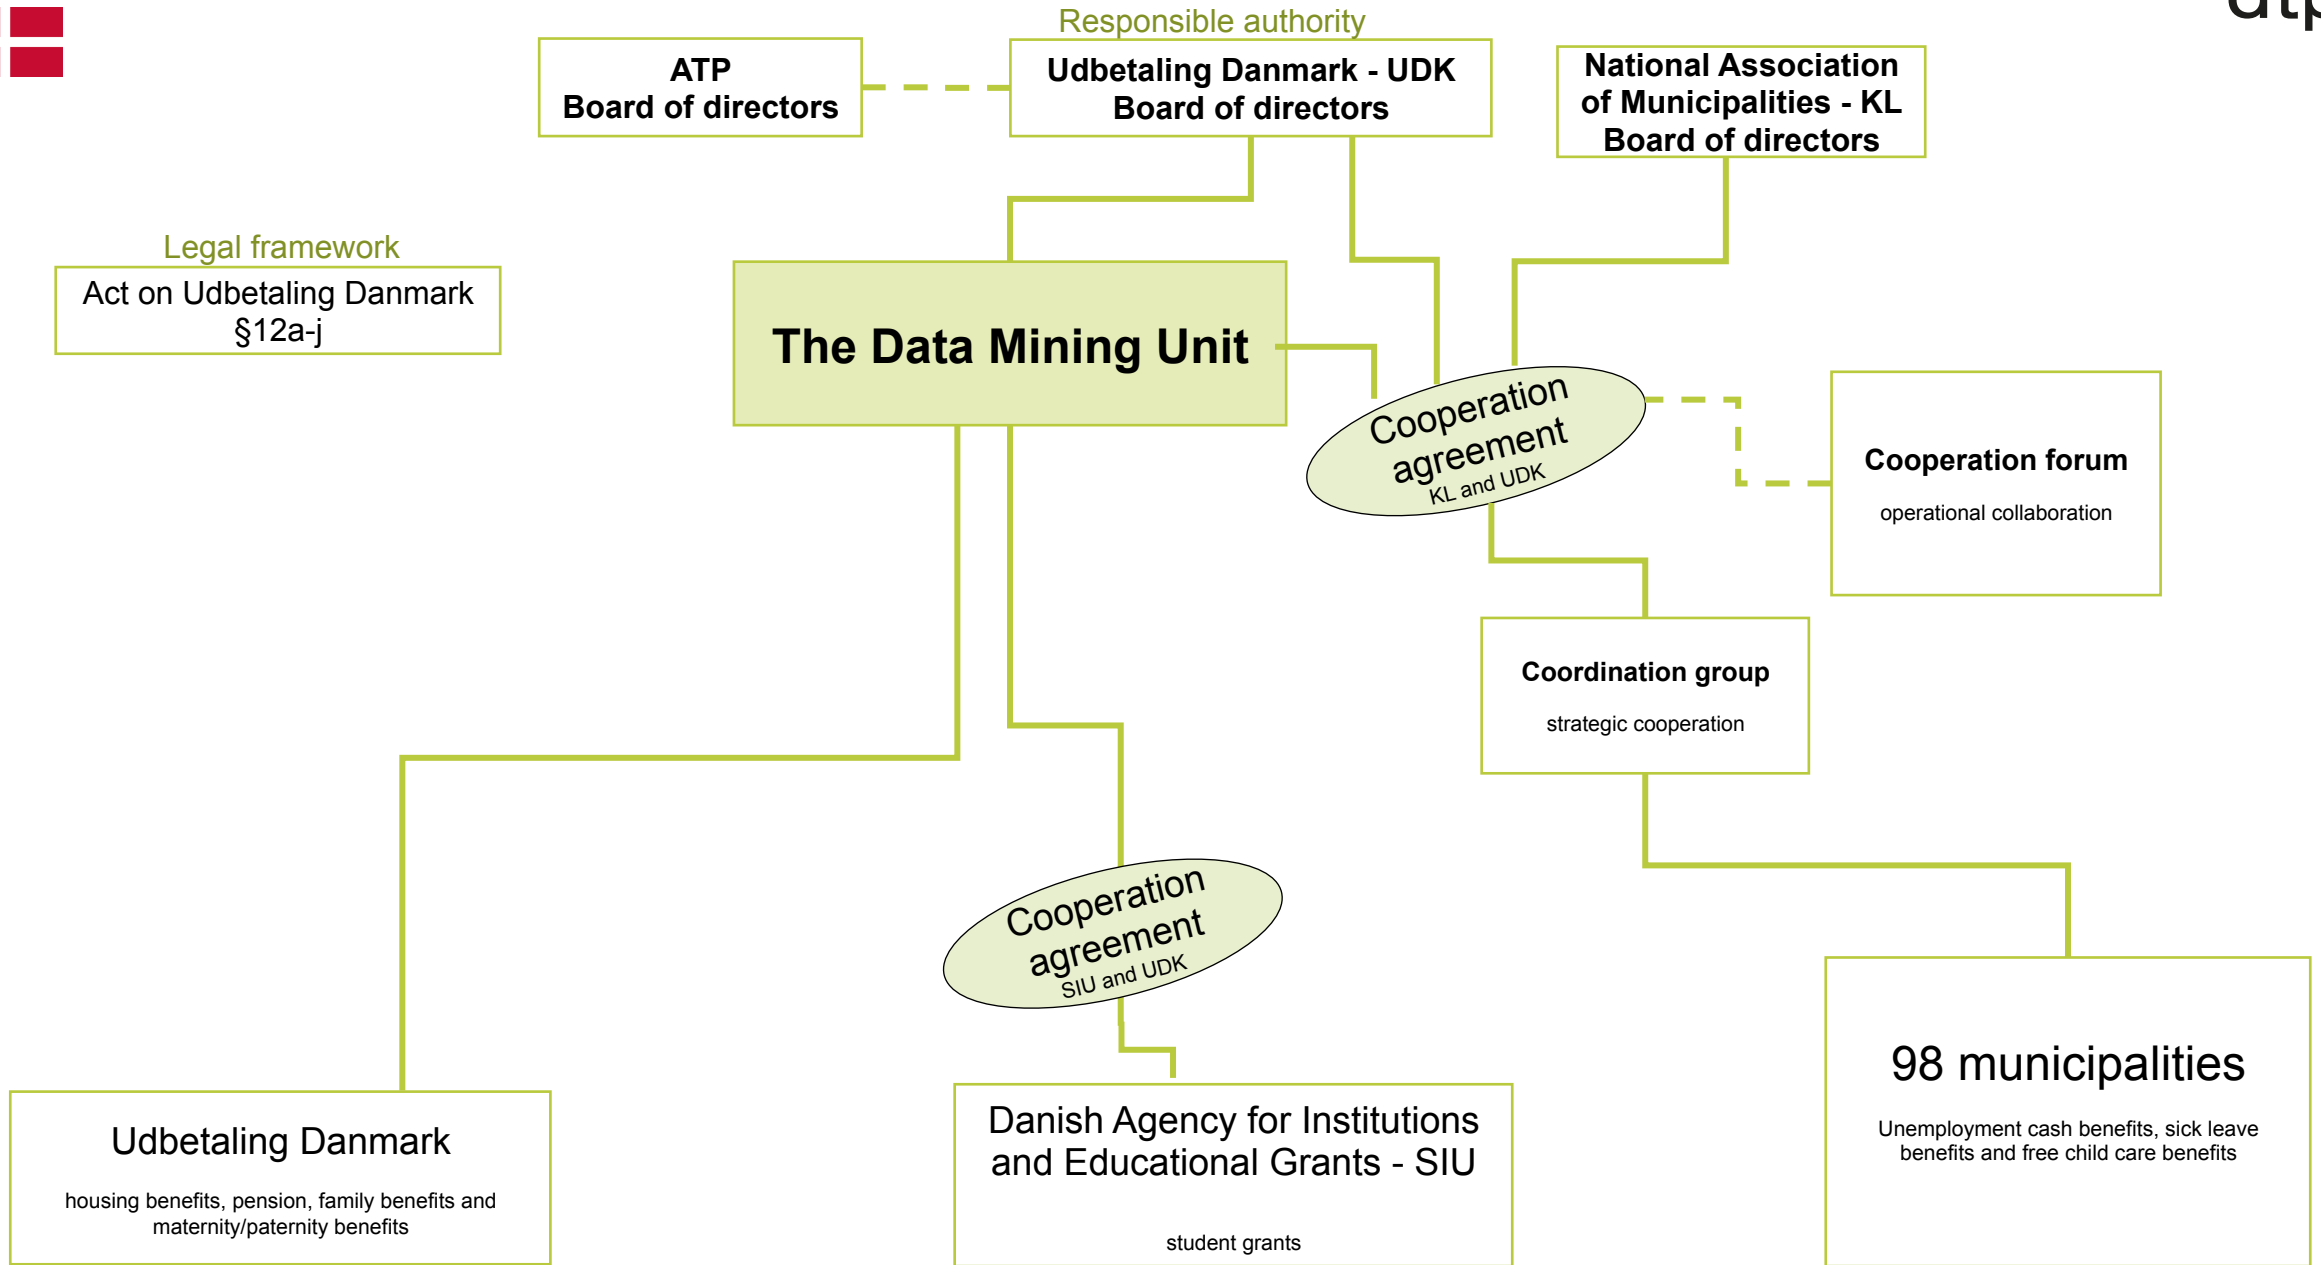 Responsible authority
ATP
Board of directors
Udbetaling Danmark - UDK
Board of directors
National Association
of Municipalities - KL
Board of directors
Legal framework
Act on Udbetaling Danmark
§12a-j
The Data Mining Unit
Cooperation
agreement
KL and UDK
Cooperation forum
operational collaboration
Coordination group
strategic cooperation
Cooperation
agreement
SIU and UDK
Udbetaling Danmark
housing benefits, pension, family benefits and
maternity/paternity benefits
Danish Agency for Institutions
and Educational Grants - SIU
student grants
98 municipalities
Unemployment cash benefits, sick leave
benefits and free child care benefits